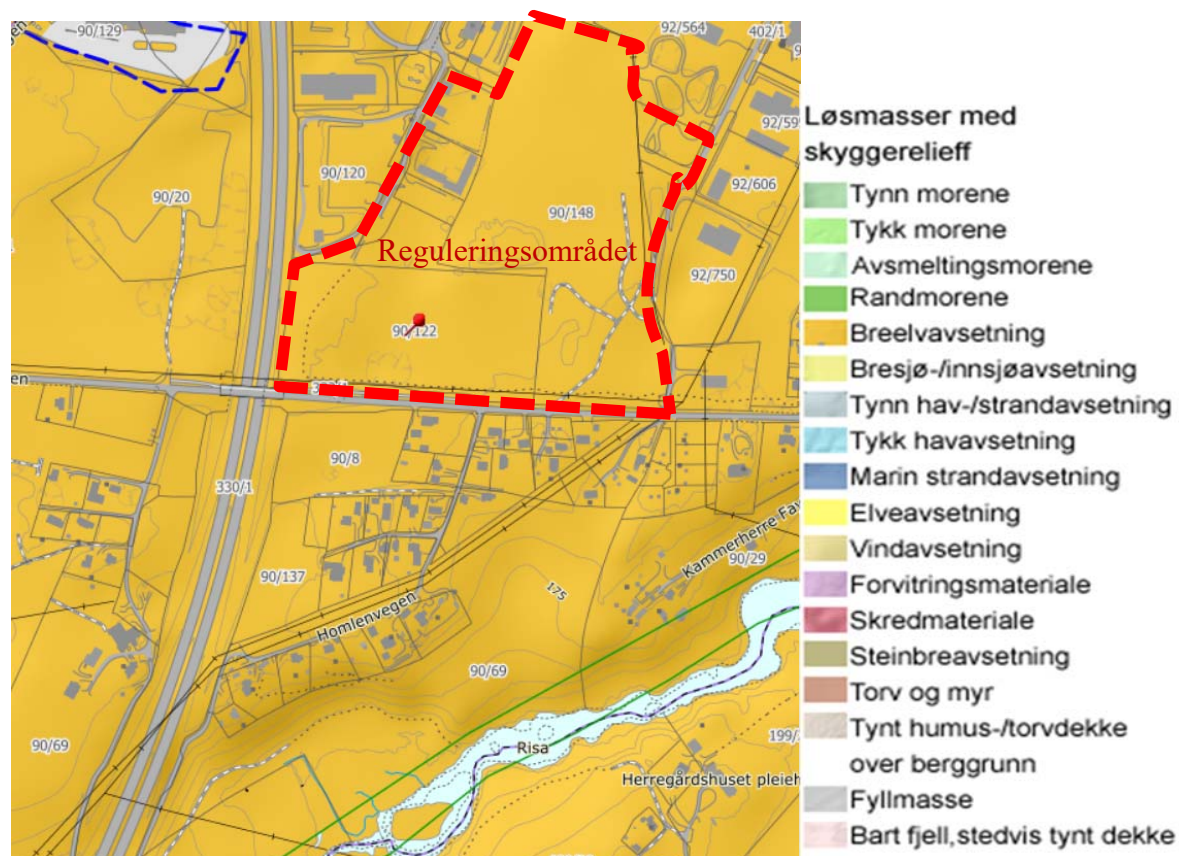 90/129
92/564
402/1
92/59
90/120
92/606
90/20
90/148
Reguleringsområdet
92/750
90/122
en
90/8
330/1
90/137
Kammerherre Fa
90/29
175
Homlenvegen
90/69
90/69
Risa
199/
Herregårdshuset pleieh
Løsmasser med
skyggerelieff
Tynn morene
Tykk morene
Avsmeltingsmorene
Randmorene
Breelvavsetning
Bresjø-/innsjøavsetning
Tynn hav-/strandavsetning
Tykk havavsetning
Marin strandavsetning
Elveavsetning
Vindavsetning
Forvitringsmateriale
Skredmateriale
Steinbreavsetning
Torv og myr
Tynt humus-/torvdekke
over berggrunn
Fyllmasse
Bart fjell,stedvis tynt dekke